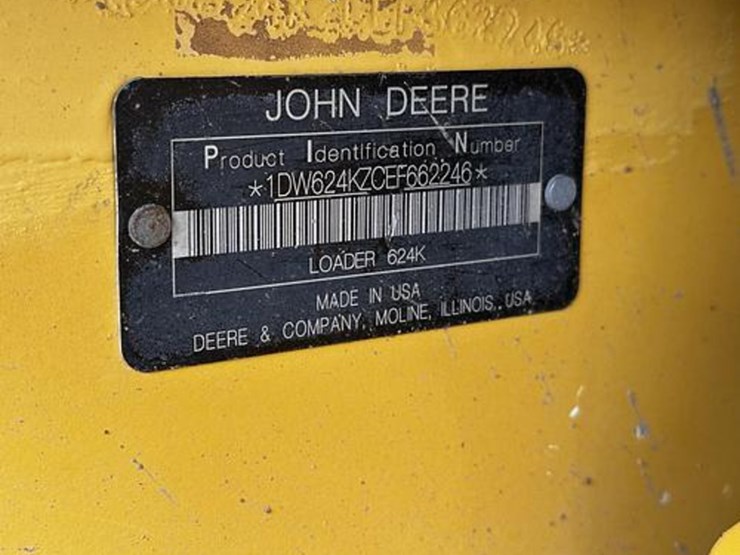 JOHN DEERE
Product Identification Number
*1DW624KZCEF662246*
LOADER 624K
MADE IN USA
DEERE & COMPANY, MOLINE, ILLINOIS, USA